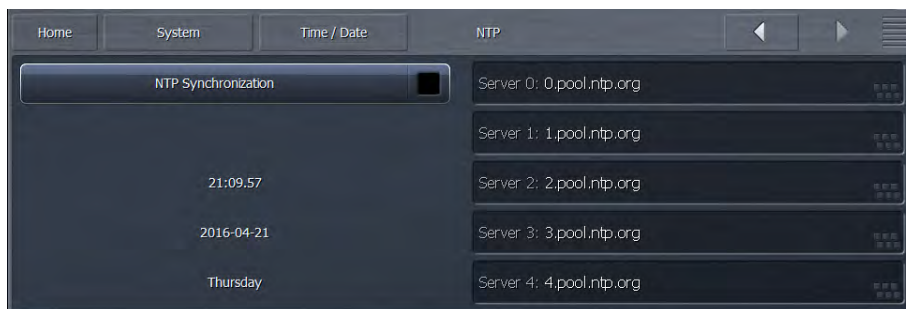 Home System Time / Date NTP
NTP Synchronization
21:09.57
2016-04-21
Thursday
Server 0: 0.pool.ntp.org
Server 1: 1.pool.ntp.org
Server 2: 2.pool.ntp.org
Server 3: 3.pool.ntp.org
Server 4: 4.pool.ntp.org